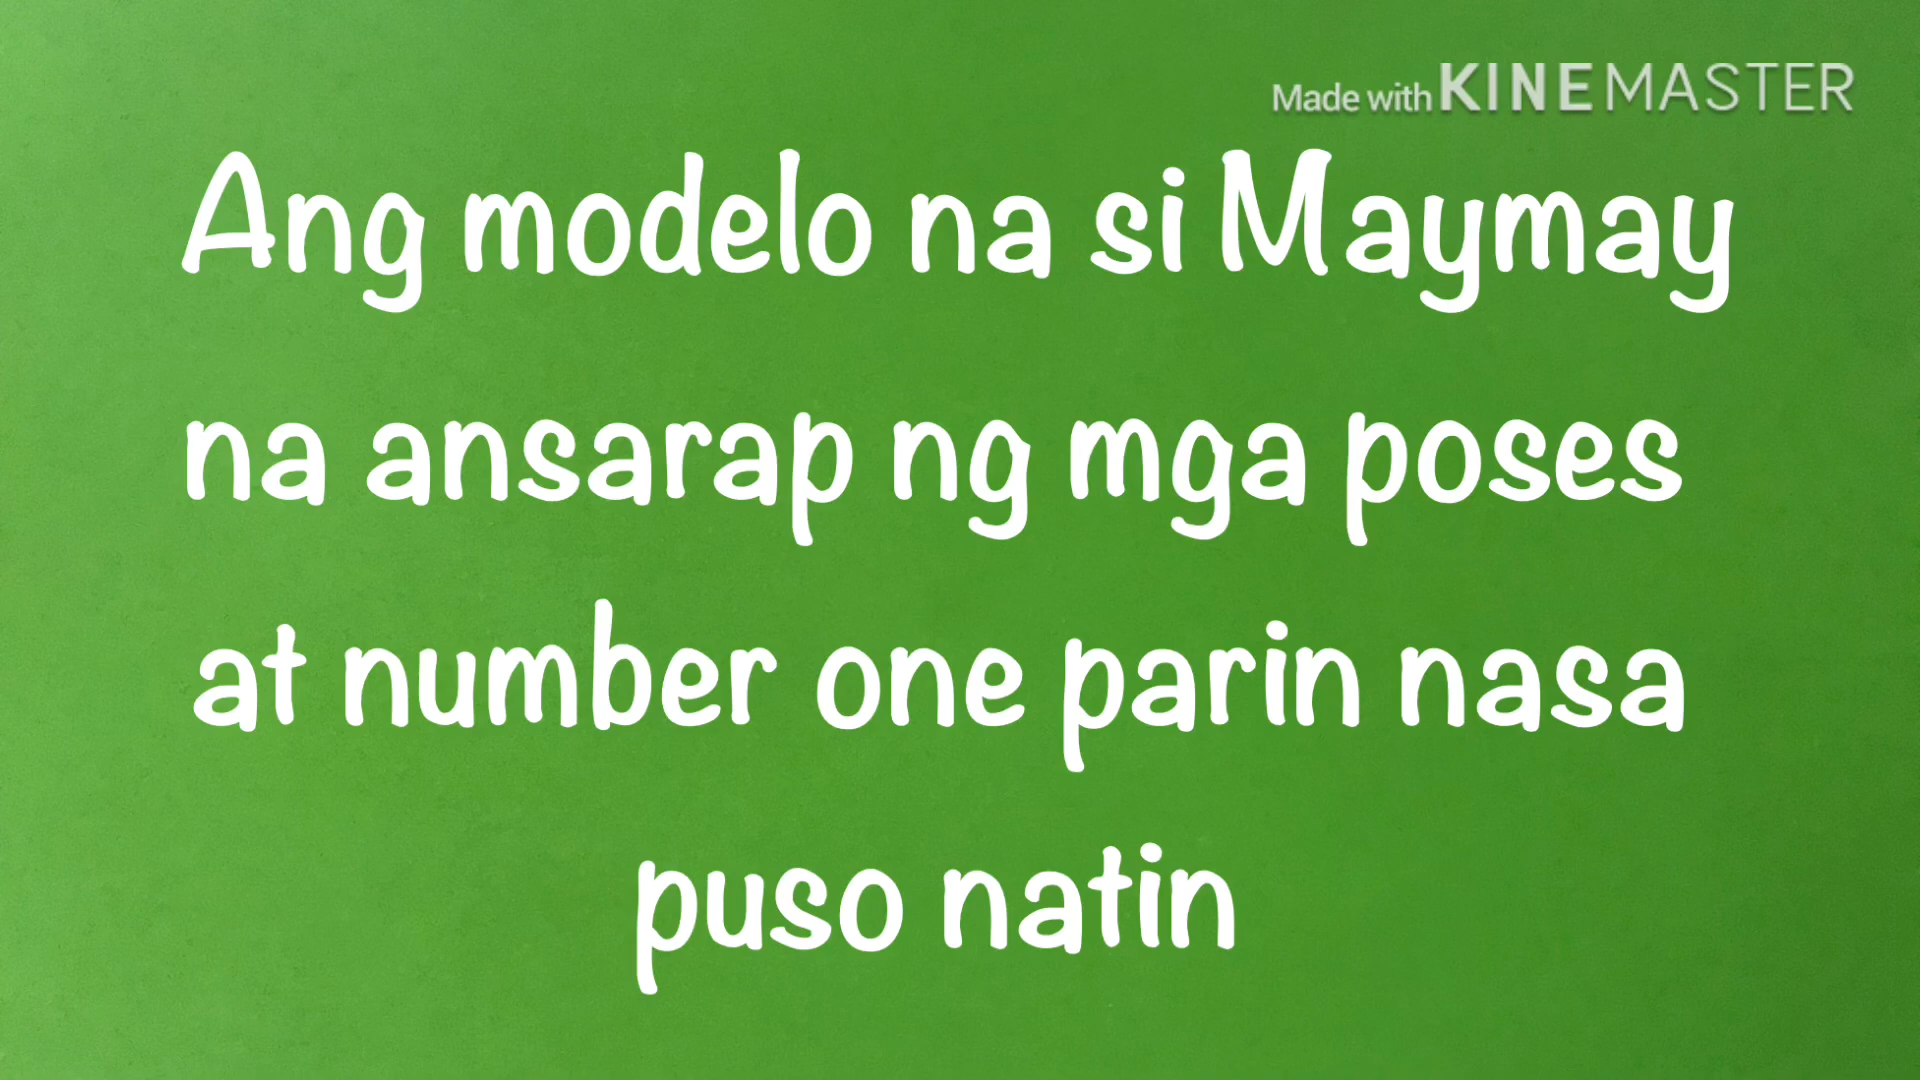 Made with KINEMASTER
Ang modelo na si Maymay
na ansarap ng mga poses
at number one parin nasa
puso natin